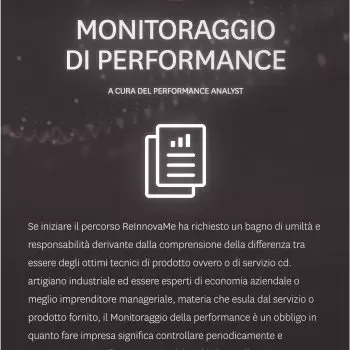 MONITORAGGIO
DI PERFORMANCE
A CURA DEL PERFORMANCE ANALYST
Se iniziare il percorso ReInnovaMe ha richiesto un bagno di umiltà e
responsabilità derivante dalla comprensione della differenza tra
essere degli ottimi tecnici di prodotto ovvero o di servizio cd.
artigiano industriale ed essere esperti di economia aziendale o
meglio imprenditore manageriale, materia che esula dal servizio o
prodotto fornito, il Monitoraggio della performance è un obbligo in
quanto fare impresa significa controllare periodicamente e